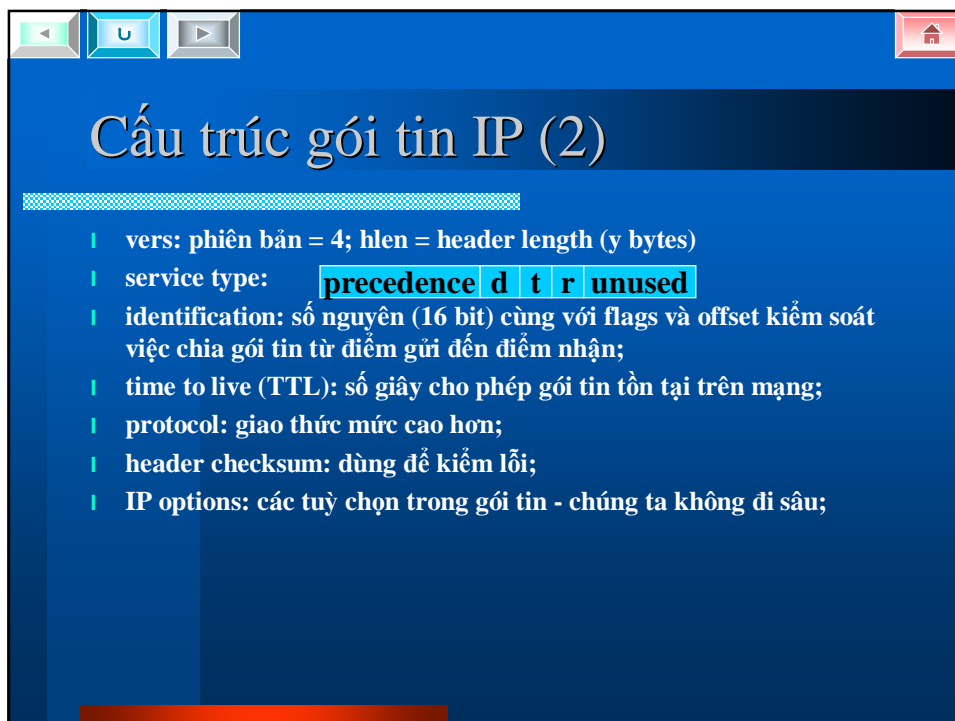 Cấu trúc gói tin IP (2)
l vers: phiên bản = 4; hlen = header length (y bytes)
l service type: precedence d t r unused
l identification: số nguyên (16 bit) cùng với flags và offset kiểm soát
việc chia gói tin từ điểm gửi đến điểm nhận;
l time to live (TTL): số giây cho phép gói tin tồn tại trên mạng;
l protocol: giao thức mức cao hơn;
l header checksum: dùng để kiểm lỗi;
l IP options: các tuỳ chọn trong gói tin - chúng ta không đi sâu;